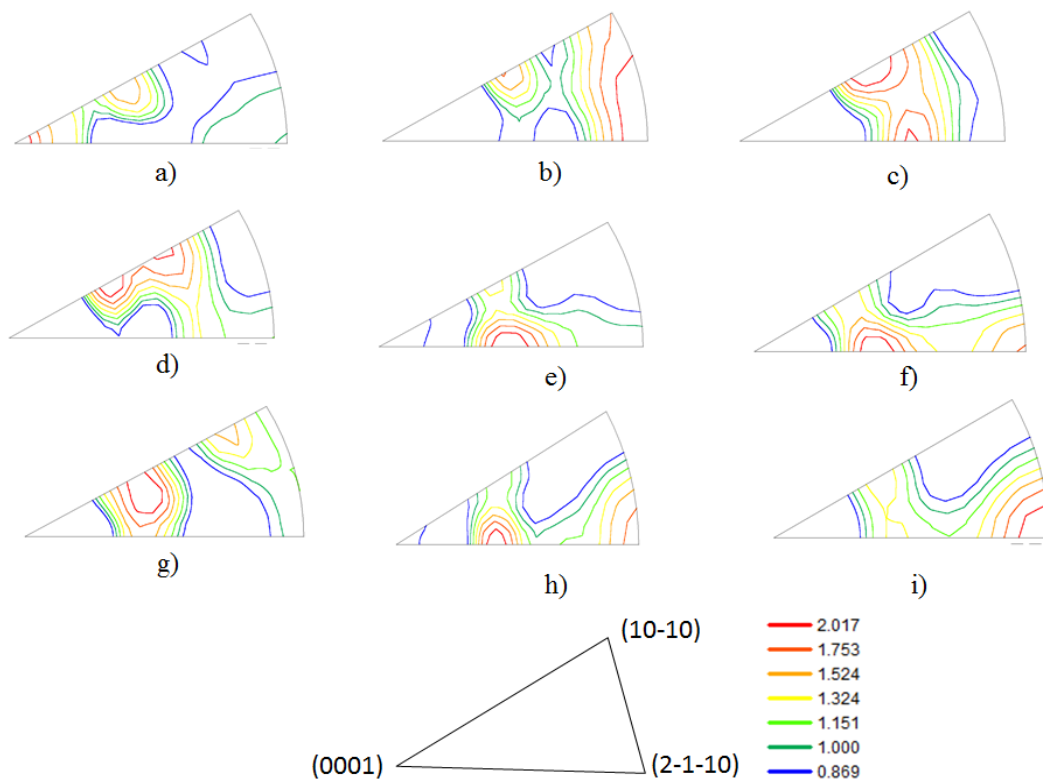 a)
b)
c)
d)
e)
f)
g)
h)
i)
(10-10)
(0001)
(2-1-10)
2.017
1.753
1.524
1.324
1.151
1.000
0.869